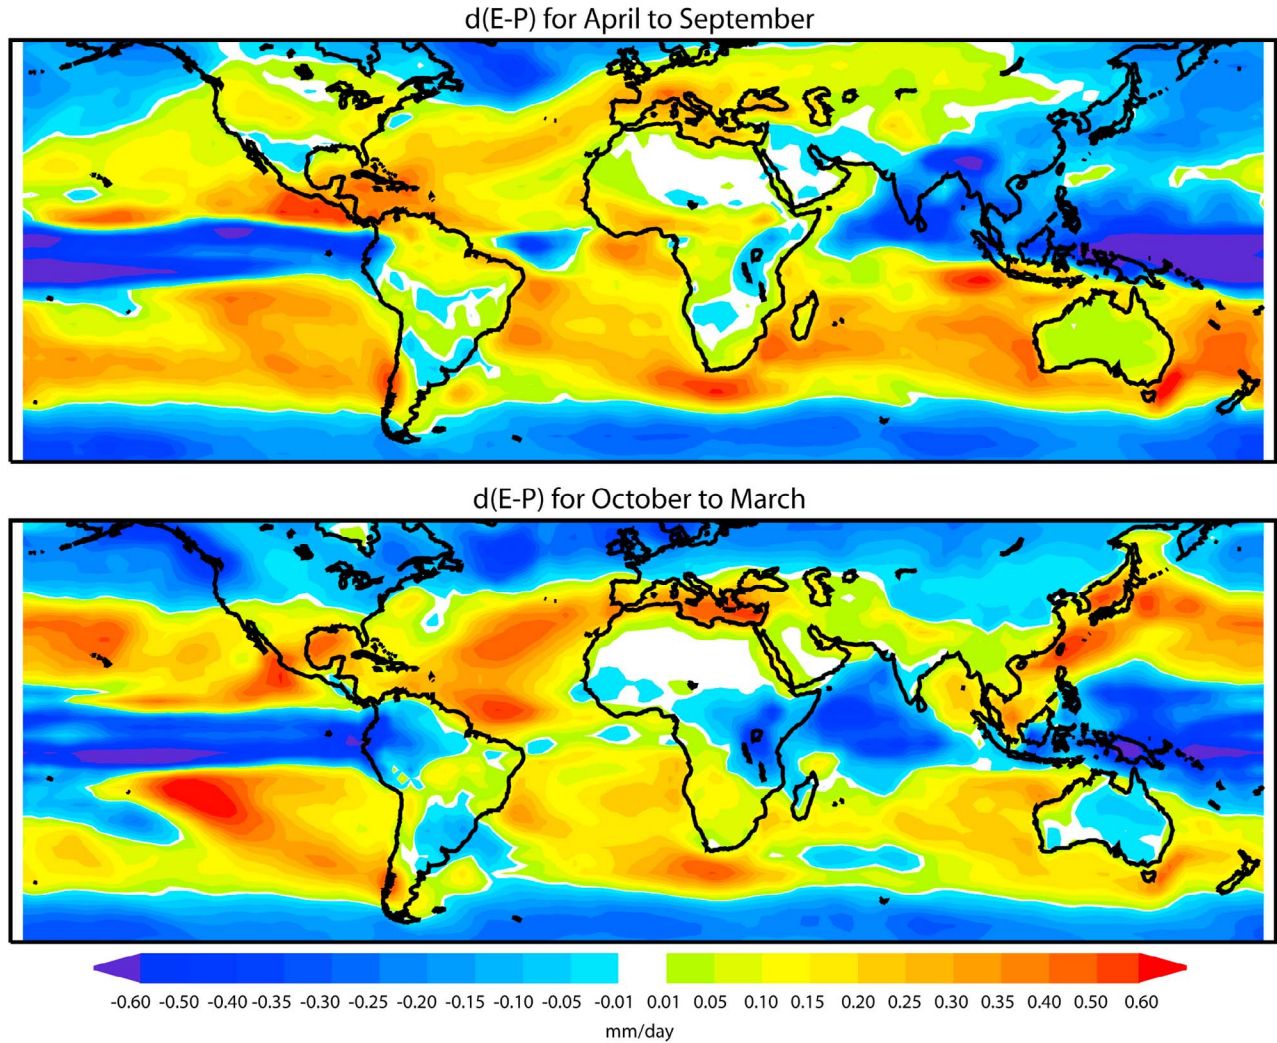 d(E-P) for April to September
d(E-P) for October to March
-0.60 -0.50 -0.40 -0.35 -0.30 -0.25 -0.20 -0.15 -0.10 -0.05 -0.01 0.01 0.05 0.10 0.15 0.20 0.25 0.30 0.35 0.40 0.50 0.60
mm/day